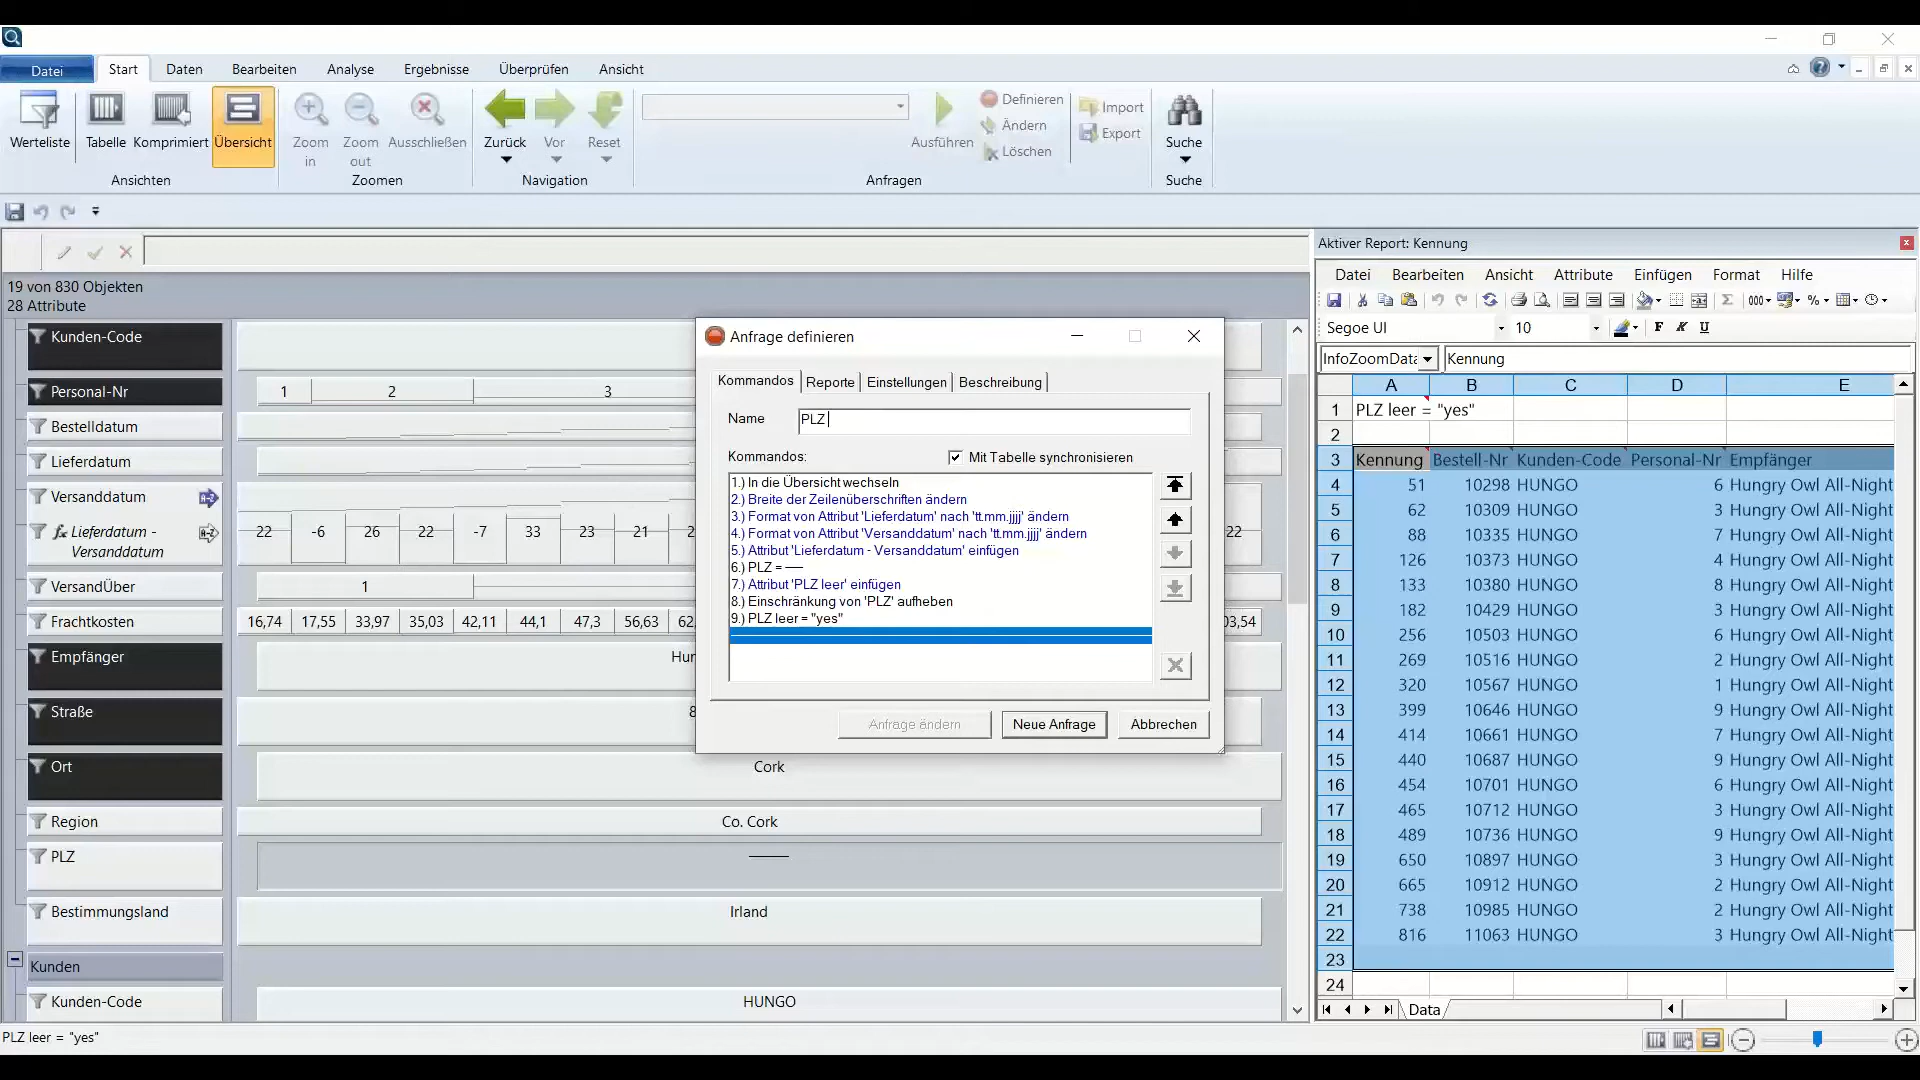 Datei Start Daten Bearbeiten Analyse Ergebnisse Überprüfen Ansicht
Werteliste Tabelle Komprimiert Übersicht Zoom in Zoom out Ausschließen Zurück Vor Reset Ausführen Definieren Ändern Löschen Import Export Suche
Ansichten Zoomen Navigation Anfragen Suche
19 von 830 Objekten
28 Attribute
Kunden-Code
Personal-Nr 1 2 3
Bestelldatum
Lieferdatum
Versanddatum
Lieferdatum - Versanddatum 22 -6 26 22 -7 33 23 21 22
VersandÜber 1
Frachtkosten 16,74 17,55 33,97 35,03 42,11 44,1 47,3 56,63 62, 03,54
Empfänger Hun
Straße 8
Ort Cork
Region Co. Cork
PLZ
Bestimmungsland Irland
Kunden
Kunden-Code HUNGO
PLZ leer = "yes"
Anfrage definieren
Kommandos Reporte Einstellungen Beschreibung
Name PLZ
Kommandos: Mit Tabelle synchronisieren
1.) In die Übersicht wechseln
2.) Breite der Zeilenüberschriften ändern
3.) Format von Attribut 'Lieferdatum' nach 'tt.mm.jjjj' ändern
4.) Format von Attribut 'Versanddatum' nach 'tt.mm.jjjj' ändern
5.) Attribut 'Lieferdatum - Versanddatum' einfügen
6.) PLZ = —
7.) Attribut 'PLZ leer' einfügen
8.) Einschränkung von 'PLZ' aufheben
9.) PLZ leer = "yes"
Anfrage ändern Neue Anfrage Abbrechen
Aktiver Report: Kennung
Datei Bearbeiten Ansicht Attribute Einfügen Format Hilfe
Segoe UI 10 F K U
InfoZoomData Kennung
A B C D E
1 PLZ leer = "yes"
2
3 Kennung Bestell-Nr Kunden-Code Personal-Nr Empfänger
4 51 10298 HUNGO 6 Hungry Owl All-Night
5 62 10309 HUNGO 3 Hungry Owl All-Night
6 88 10335 HUNGO 7 Hungry Owl All-Night
7 126 10373 HUNGO 4 Hungry Owl All-Night
8 133 10380 HUNGO 8 Hungry Owl All-Night
9 182 10429 HUNGO 3 Hungry Owl All-Night
10 256 10503 HUNGO 6 Hungry Owl All-Night
11 269 10516 HUNGO 2 Hungry Owl All-Night
12 320 10567 HUNGO 1 Hungry Owl All-Night
13 399 10646 HUNGO 9 Hungry Owl All-Night
14 414 10661 HUNGO 7 Hungry Owl All-Night
15 440 10687 HUNGO 9 Hungry Owl All-Night
16 454 10701 HUNGO 6 Hungry Owl All-Night
17 465 10712 HUNGO 3 Hungry Owl All-Night
18 489 10736 HUNGO 9 Hungry Owl All-Night
19 650 10897 HUNGO 3 Hungry Owl All-Night
20 665 10912 HUNGO 2 Hungry Owl All-Night
21 738 10985 HUNGO 2 Hungry Owl All-Night
22 816 11063 HUNGO 3 Hungry Owl All-Night
23
24
Data